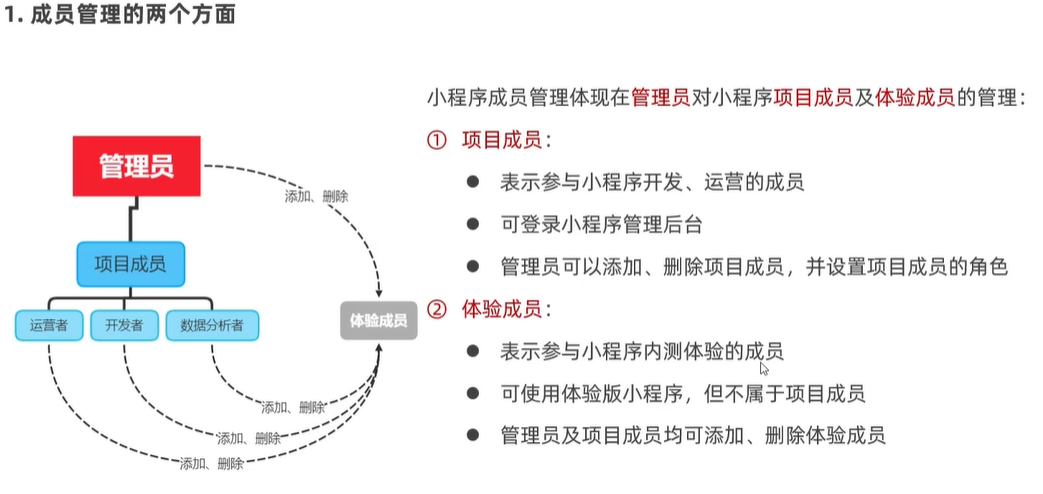 1. 成员管理的两个方面
小程序成员管理体现在管理员对小程序项目成员及体验成员的管理：
① 项目成员：
● 表示参与小程序开发、运营的成员
● 可登录小程序管理后台
● 管理员可以添加、删除项目成员，并设置项目成员的角色
② 体验成员：
● 表示参与小程序内测体验的成员
● 可使用体验版小程序，但不属于项目成员
● 管理员及项目成员均可添加、删除体验成员
管理员
添加、删除
项目成员
运营者
开发者
数据分析者
体验成员
添加、删除
添加、删除
添加、删除